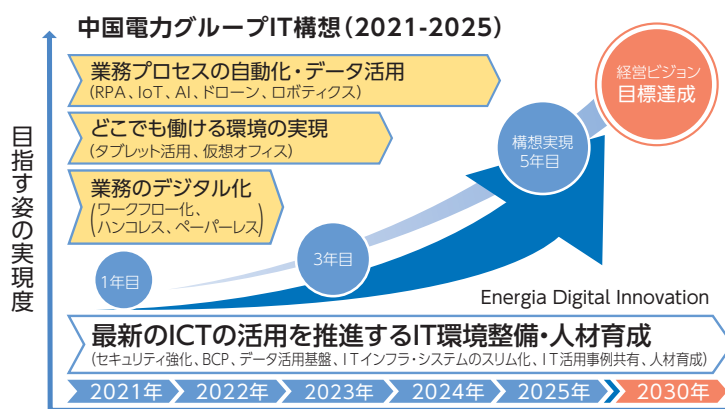 中国電力グループIT構想(2021-2025)
業務プロセスの自動化・データ活用
(RPA、IoT、AI、ドローン、ロボティクス)
どこでも働ける環境の実現
(タブレット活用、仮想オフィス)
業務のデジタル化
(ワークフロー化、
ハンコレス、ペーパーレス)
経営ビジョン
目標達成
構想実現
5年目
3年目
1年目
目指す姿の実現度
Energia Digital Innovation
最新のICTの活用を推進するIT環境整備・人材育成
(セキュリティ強化、BCP、データ活用基盤、ITインフラ・システムのスリム化、IT活用事例共有、人材育成)
2021年 2022年 2023年 2024年 2025年 2030年